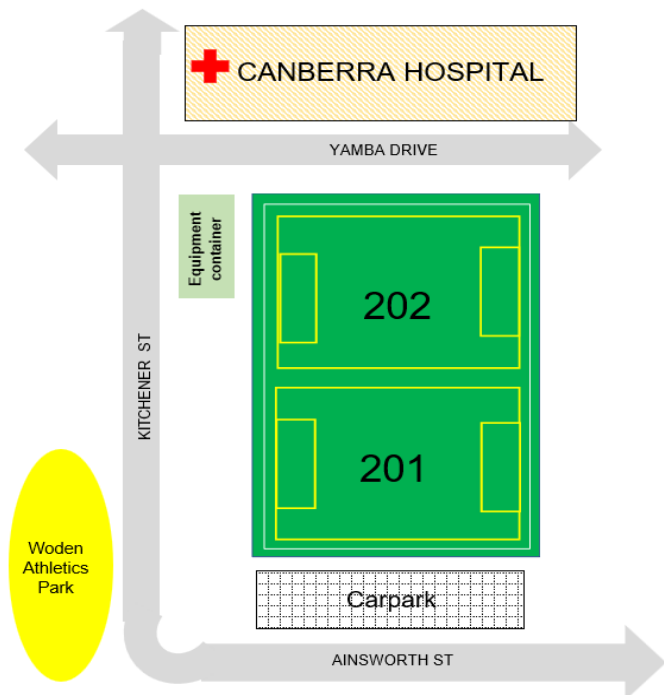 CANBERRA HOSPITAL
YAMBA DRIVE
Equipment
container
202
KITCHENER ST
201
Woden
Athletics
Park
Carpark
AINSWORTH ST